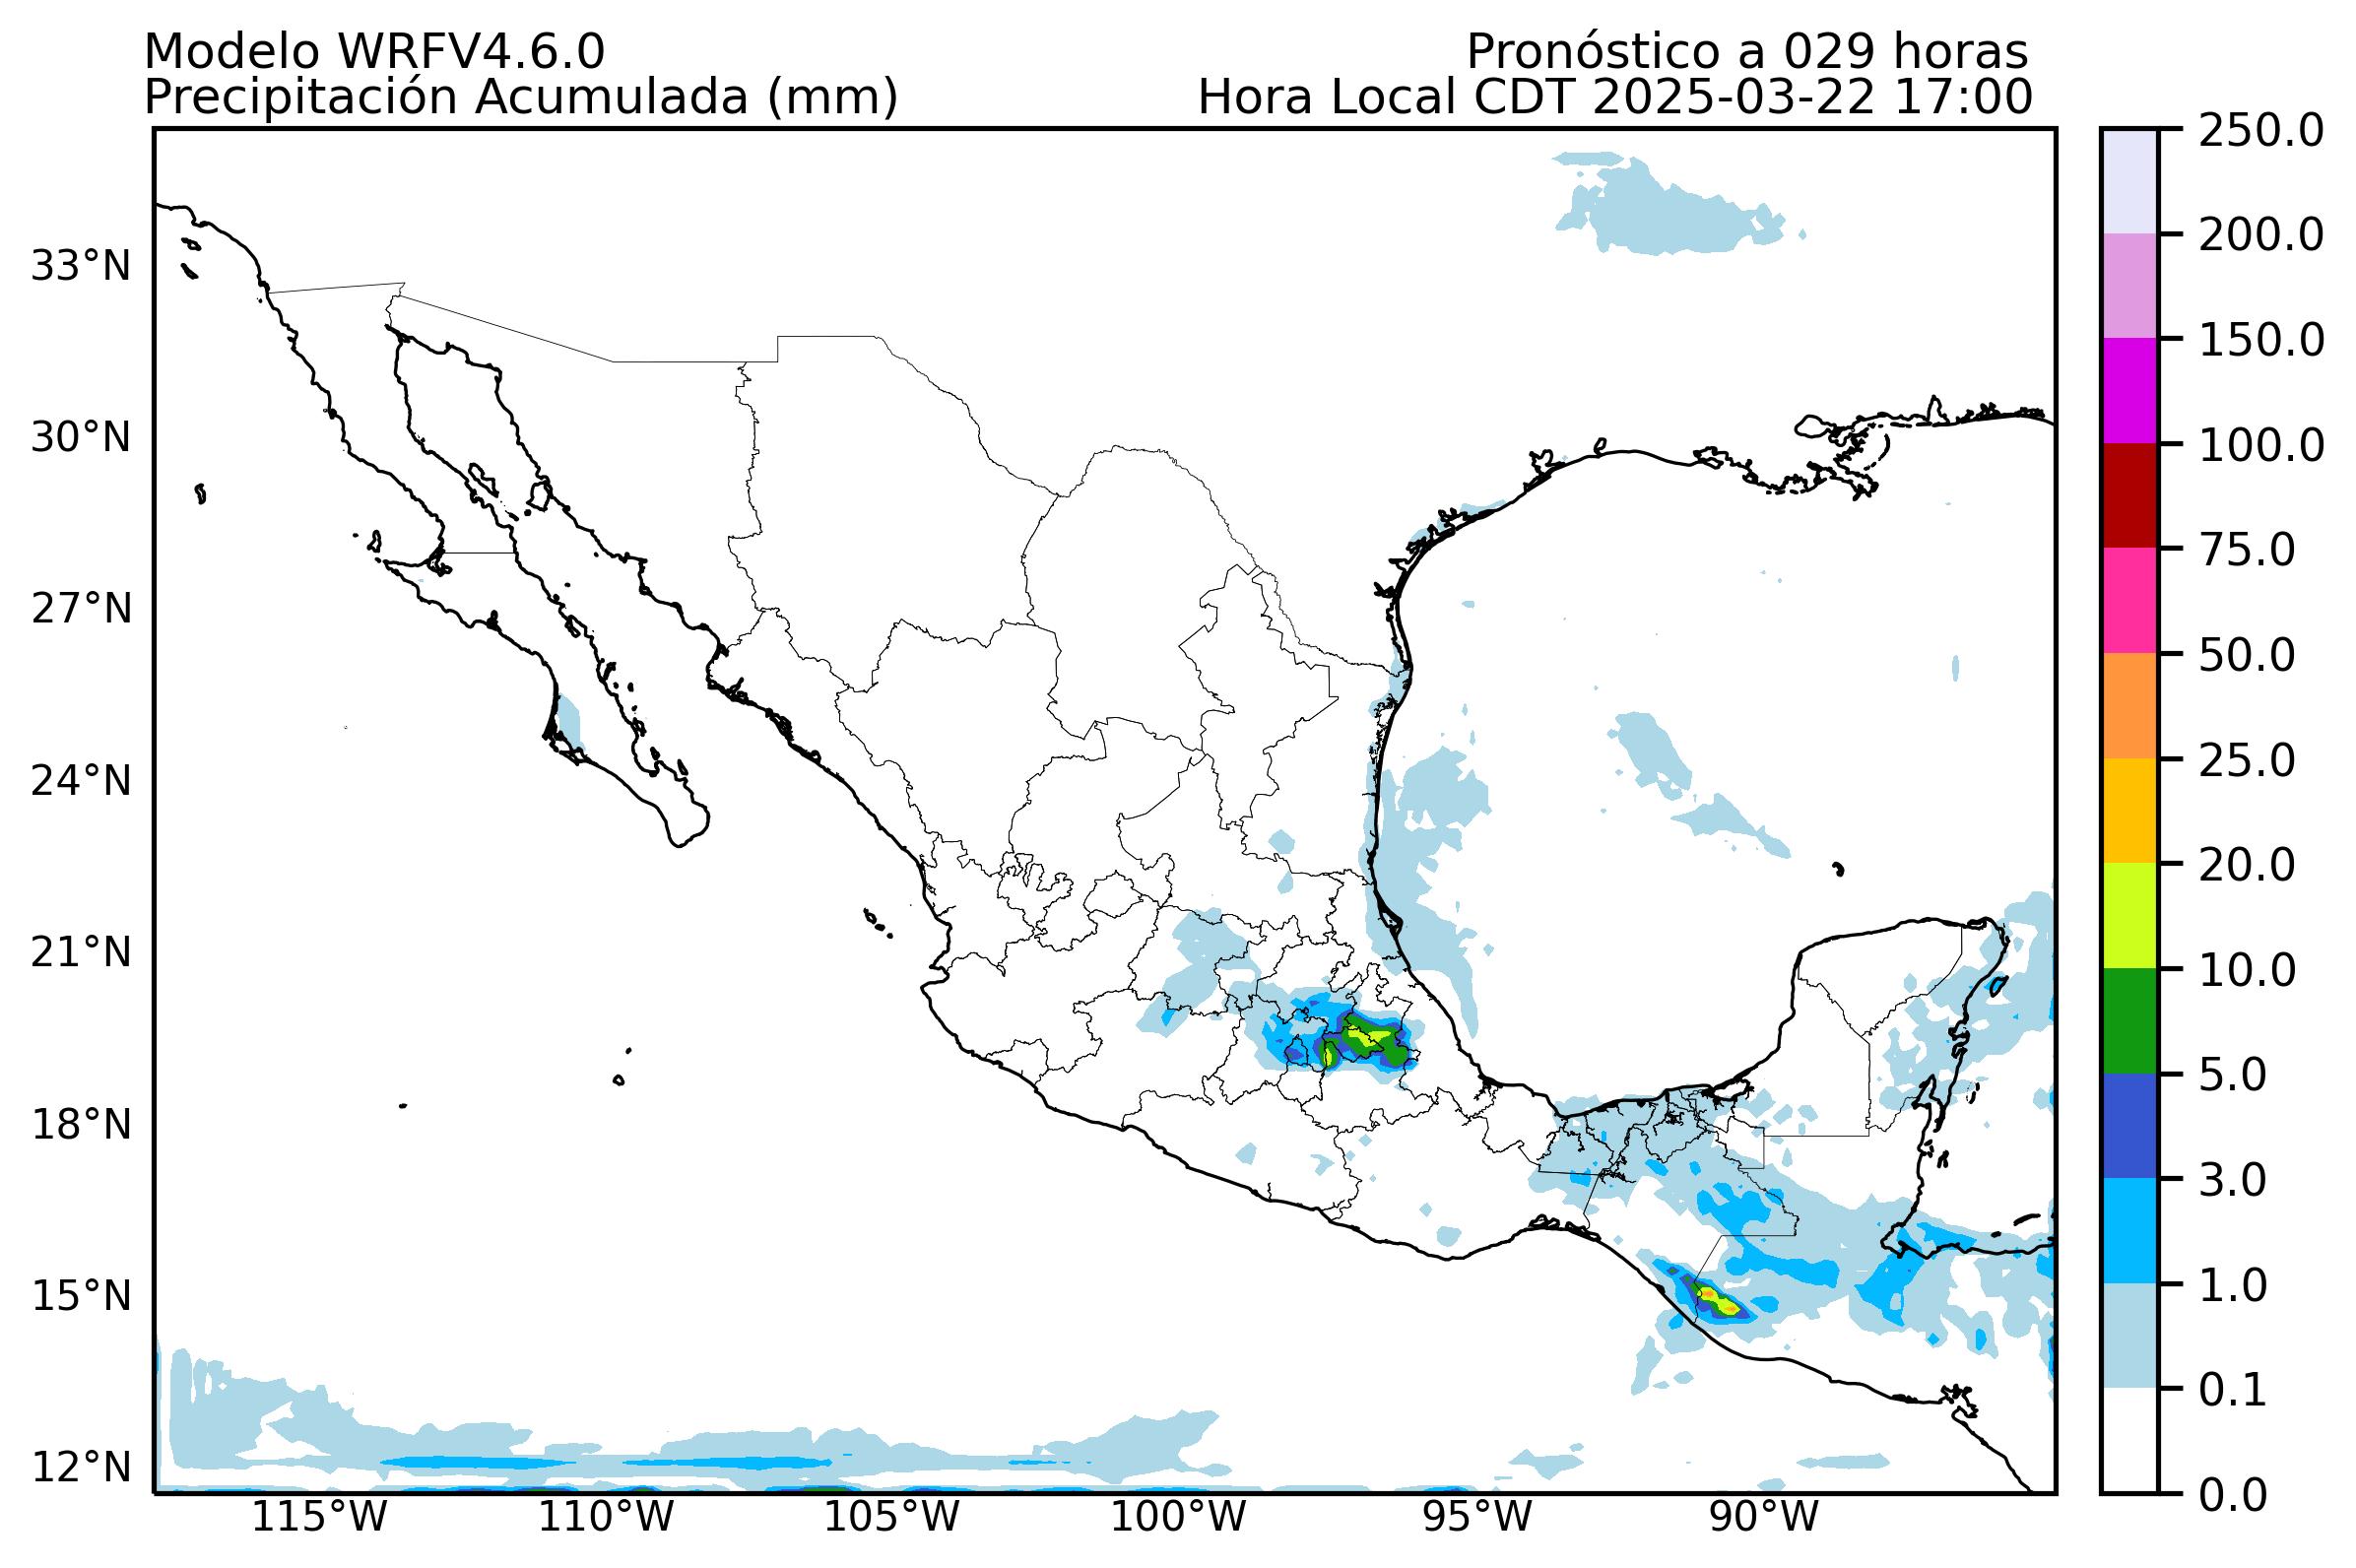 Modelo WRFV4.6.0
Pronóstico a 029 horas
Precipitación Acumulada (mm)
Hora Local CDT 2025-03-22 17:00
33°N
30°N
27°N
24°N
21°N
18°N
15°N
12°N
115°W
110°W
105°W
100°W
95°W
90°W
250.0
200.0
150.0
100.0
75.0
50.0
25.0
20.0
10.0
5.0
3.0
1.0
0.1
0.0